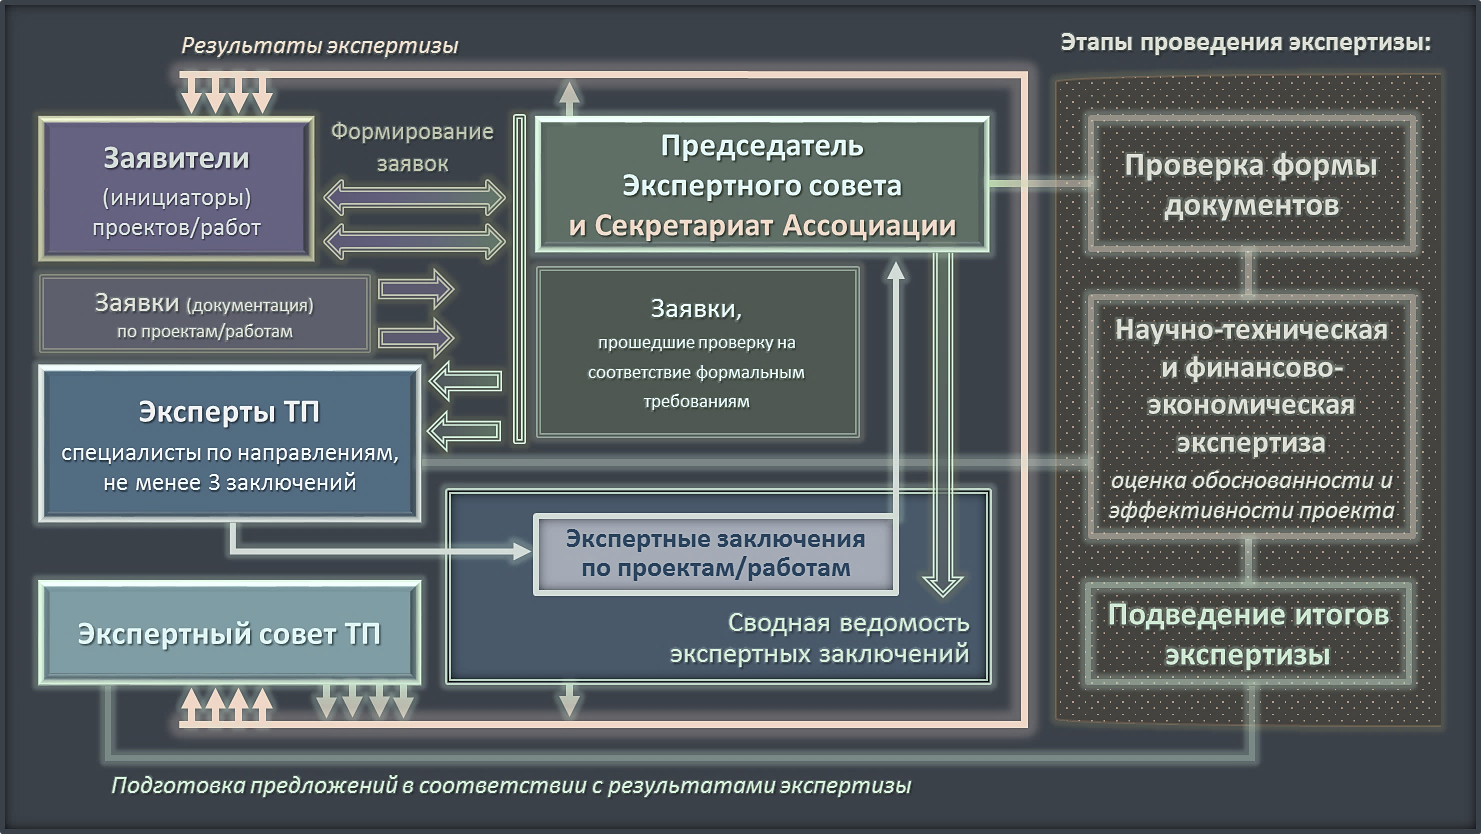 Результаты экспертизы
Этапы проведения экспертизы:
Заявители
(инициаторы)
проектов/работ
Формирование
заявок
Председатель
Экспертного совета
и Секретариат Ассоциации
Проверка формы
документов
Заявки (документация)
по проектам/работам
Заявки,
прошедшие проверку на
соответствие формальным
требованиям
Научно-техническая
и финансово-
экономическая
экспертиза
оценка обоснованности и
эффективности проекта
Эксперты ТП
специалисты по направлениям,
не менее 3 заключений
Экспертные заключения
по проектам/работам
Сводная ведомость
экспертных заключений
Экспертный совет ТП
Подведение итогов
экспертизы
Подготовка предложений в соответствии с результатами экспертизы